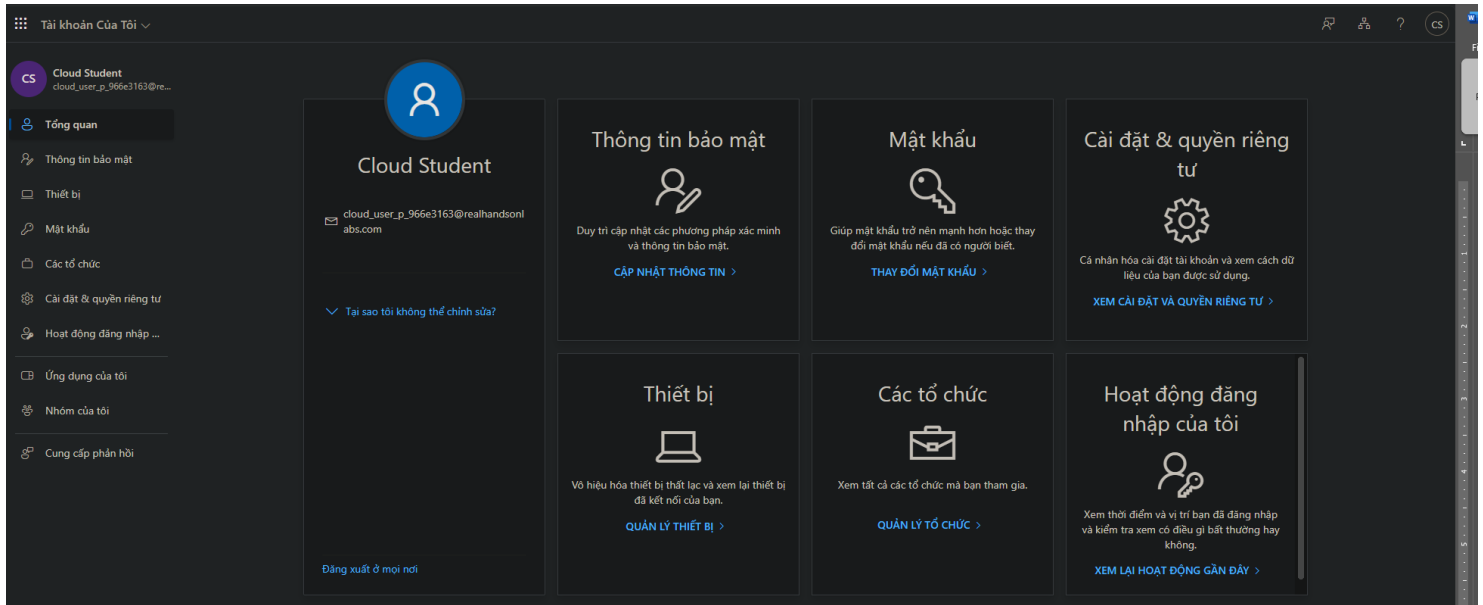 Tài khoản Của Tôi
?
CS
CS
Cloud Student
cloud_user_p_966e3163@re...
Tổng quan
Thông tin bảo mật
Thiết bị
Mật khẩu
Các tổ chức
Cài đặt & quyền riêng tư
Hoạt động đăng nhập ...
Ứng dụng của tôi
Nhóm của tôi
Cung cấp phản hồi
Cloud Student
cloud_user_p_966e3163@realhandsonl
abs.com
Tại sao tôi không thể chỉnh sửa?
Đăng xuất ở mọi nơi
Thông tin bảo mật
Duy trì cập nhật các phương pháp xác minh
và thông tin bảo mật.
CẬP NHẬT THÔNG TIN >
Mật khẩu
Giúp mật khẩu trở nên mạnh hơn hoặc thay
đổi mật khẩu nếu đã có người biết.
THAY ĐỔI MẬT KHẨU >
Cài đặt & quyền riêng
tư
Cá nhân hóa cài đặt tài khoản và xem cách dữ
liệu của bạn được sử dụng.
XEM CÀI ĐẶT VÀ QUYỀN RIÊNG TƯ >
Thiết bị
Vô hiệu hóa thiết bị thất lạc và xem lại thiết bị
đã kết nối của bạn.
QUẢN LÝ THIẾT BỊ >
Các tổ chức
Xem tất cả các tổ chức mà bạn tham gia.
QUẢN LÝ TỔ CHỨC >
Hoạt động đăng
nhập của tôi
Xem thời điểm và vị trí bạn đã đăng nhập
và kiểm tra xem có điều gì bất thường hay
không.
XEM LẠI HOẠT ĐỘNG GẦN ĐÂY >
W
Fi
1
2
3
4
5